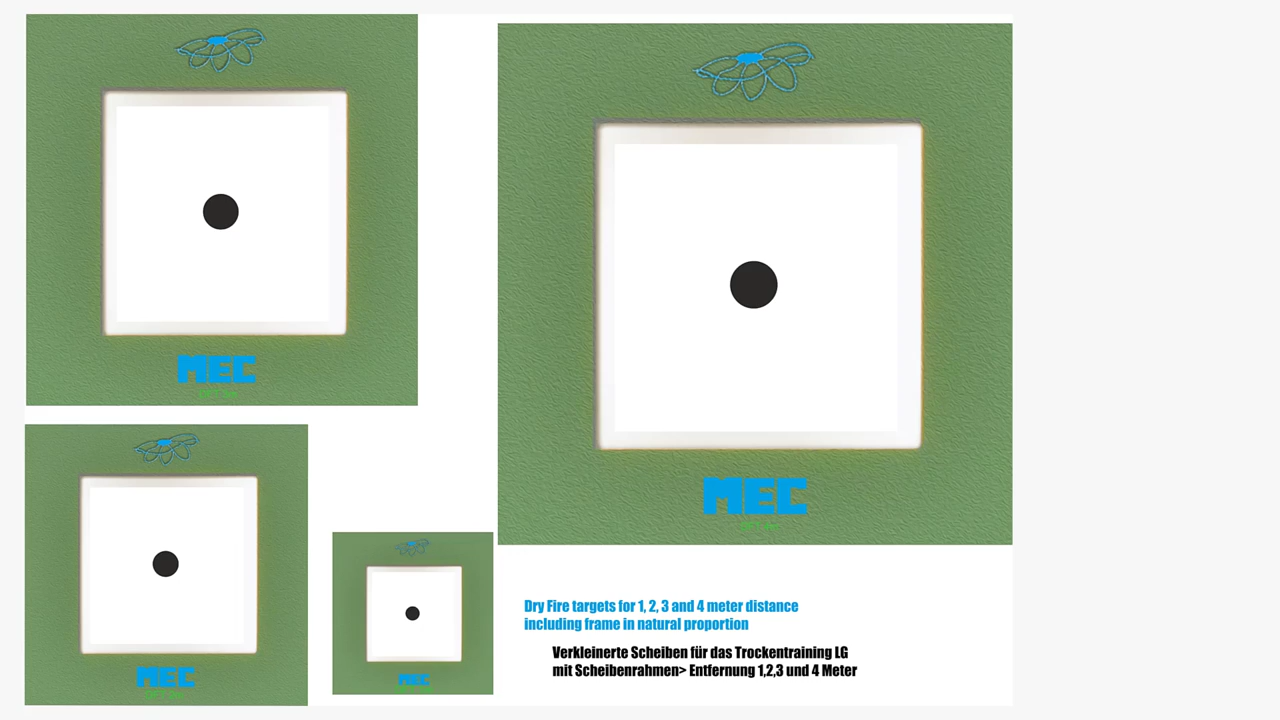 MEC
MEC
MEC
MEC
Dry Fire targets for 1, 2, 3 and 4 meter distance
including frame in natural proportion
Verkleinerte Scheiben für das Trockentraining LG
mit Scheibenrahmen> Entfernung 1,2,3 und 4 Meter